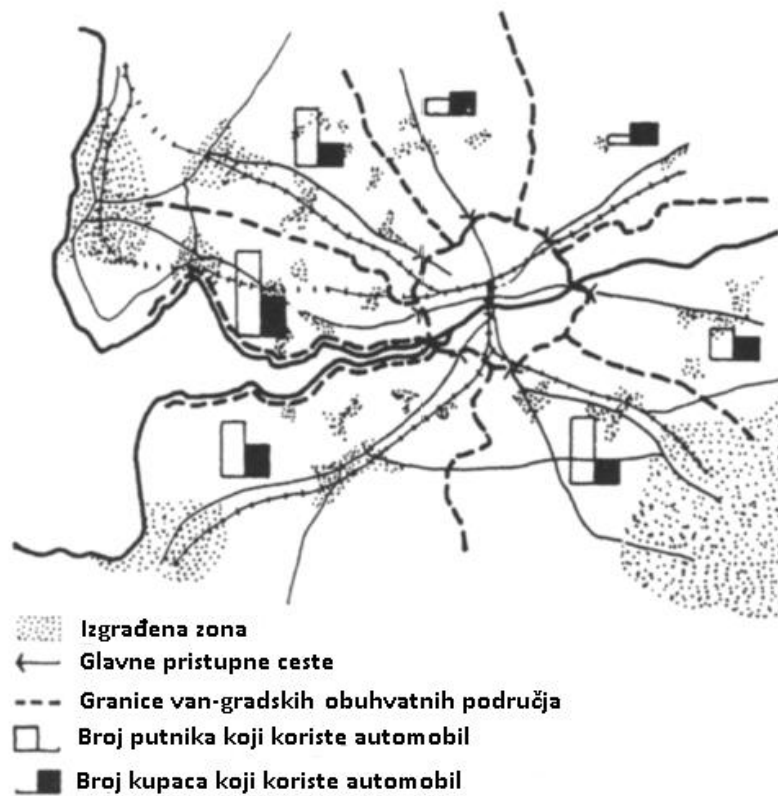 Izgrađena zona
Glavne pristupne ceste
Granice van-gradskih obuhvatnih područja
Broj putnika koji koriste automobil
Broj kupaca koji koriste automobil